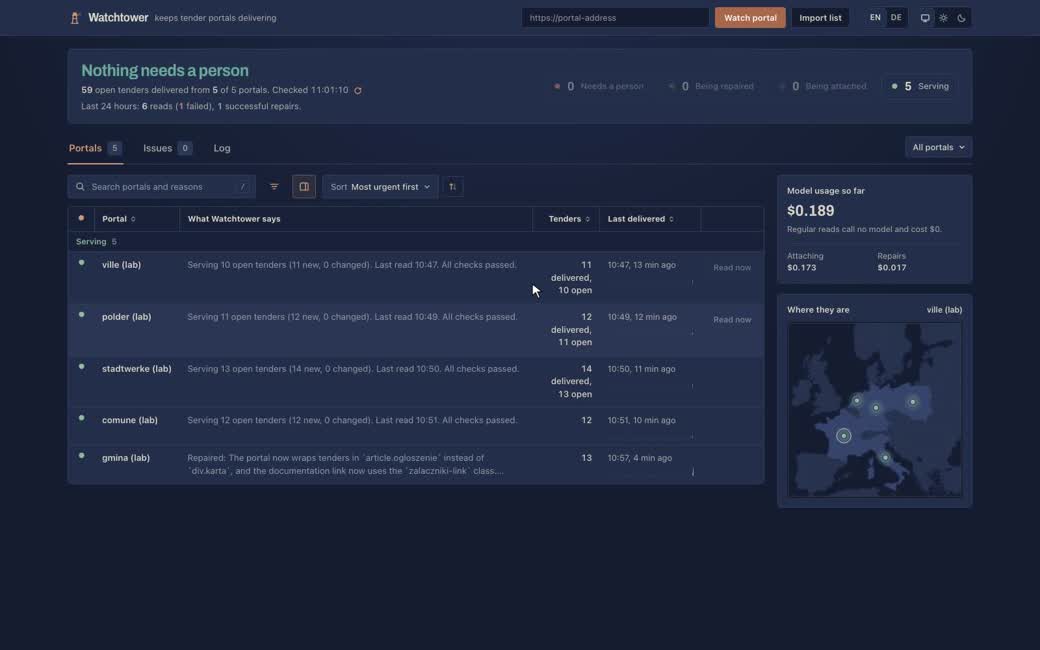 Watchtower keeps tender portals delivering
https://portal-address
Watch portal
Import list
EN DE
Nothing needs a person
59 open tenders delivered from 5 of 5 portals. Checked 11:01:10
Last 24 hours: 6 reads (1 failed), 1 successful repairs.
0 Needs a person
0 Being repaired
0 Being attached
5 Serving
Portals 5
Issues 0
Log
All portals
Search portals and reasons /
Sort Most urgent first
Portal What Watchtower says Tenders Last delivered
Serving 5
ville (lab) Serving 10 open tenders (11 new, 0 changed). Last read 10:47. All checks passed. 11 10:47, 13 min ago Read now
delivered,
10 open
polder (lab) Serving 11 open tenders (12 new, 0 changed). Last read 10:49. All checks passed. 12 10:49, 12 min ago Read now
delivered,
11 open
stadtwerke (lab) Serving 13 open tenders (14 new, 0 changed). Last read 10:50. All checks passed. 14 10:50, 11 min ago
delivered,
13 open
comune (lab) Serving 12 open tenders (12 new, 0 changed). Last read 10:51. All checks passed. 12 10:51, 10 min ago
gmina (lab) Repaired: The portal now wraps tenders in `article.ogloszenie` instead of 13 10:57, 4 min ago
`div.karta`, and the documentation link now uses the `zalaczniki-link` class....
Model usage so far
$0.189
Regular reads call no model and cost $0.
Attaching Repairs
$0.173 $0.017
Where they are ville (lab)